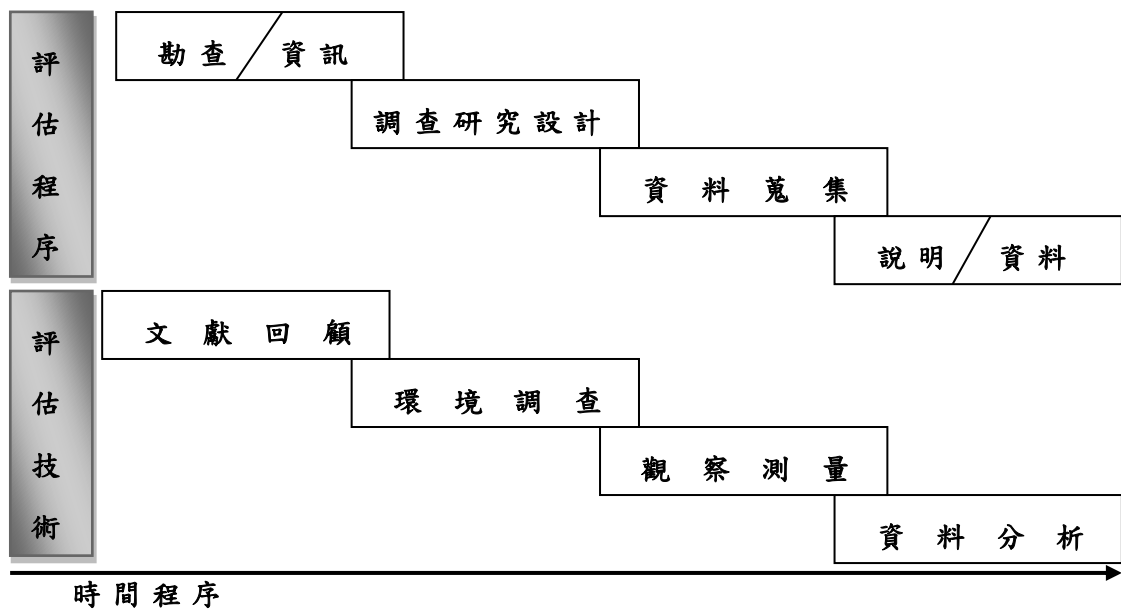 評估程序
勘查/資訊
調查研究設計
資料蒐集
說明/資料
評估技術
文獻回顧
環境調查
觀察測量
資料分析
時間程序